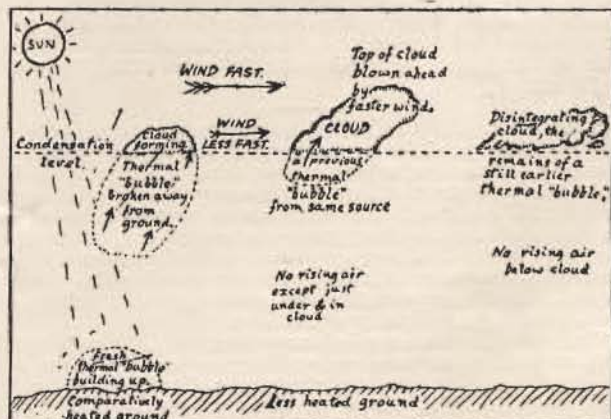 SUN
WIND FAST.
WIND
LESS FAST.
Top of cloud
blown ahead
by
faster wind.
Condensation
level.
Cloud
forming
Thermal
"bubble"
broken away
from
ground.
CLOUD
a previous
thermal
"bubble"
from same source
Disintegrating
cloud, the
remains of a
still earlier
thermal "bubble,"
No rising air
except just
under & in
cloud
No rising air
below cloud
Fresh
thermal "bubble"
building up.
Comparatively
heated ground
Less heated ground